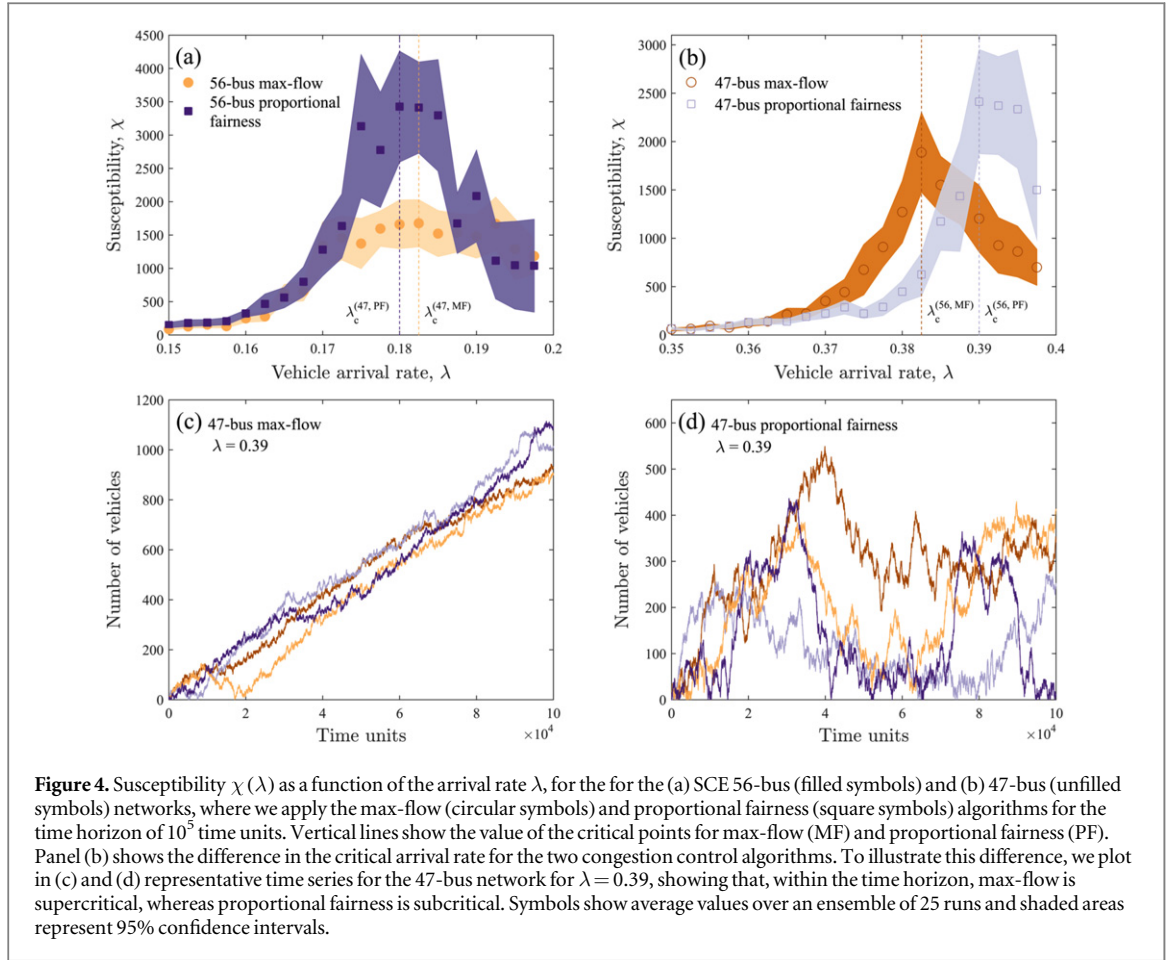 (a)
56-bus max-flow
56-bus proportional
fairness
Susceptibility, χ
4500
4000
3500
3000
2500
2000
1500
1000
500
0
λc(47, PF)
λc(47, MF)
0.15 0.16 0.17 0.18 0.19 0.2
Vehicle arrival rate, λ
(b)
47-bus max-flow
47-bus proportional fairness
Susceptibility, χ
3000
2500
2000
1500
1000
500
0
λc(56, MF)
λc(56, PF)
0.35 0.36 0.37 0.38 0.39 0.4
Vehicle arrival rate, λ
(c) 47-bus max-flow
λ = 0.39
Number of vehicles
1200
1000
800
600
400
200
0
0 2 4 6 8 10
Time units
×10⁴
(d) 47-bus proportional fairness
λ = 0.39
Number of vehicles
600
500
400
300
200
100
0
0 2 4 6 8 10
Time units
×10⁴
Figure 4. Susceptibility χ(λ) as a function of the arrival rate λ, for the for the (a) SCE 56-bus (filled symbols) and (b) 47-bus (unfilled
symbols) networks, where we apply the max-flow (circular symbols) and proportional fairness (square symbols) algorithms for the
time horizon of 10⁵ time units. Vertical lines show the value of the critical points for max-flow (MF) and proportional fairness (PF).
Panel (b) shows the difference in the critical arrival rate for the two congestion control algorithms. To illustrate this difference, we plot
in (c) and (d) representative time series for the 47-bus network for λ = 0.39, showing that, within the time horizon, max-flow is
supercritical, whereas proportional fairness is subcritical. Symbols show average values over an ensemble of 25 runs and shaded areas
represent 95% confidence intervals.